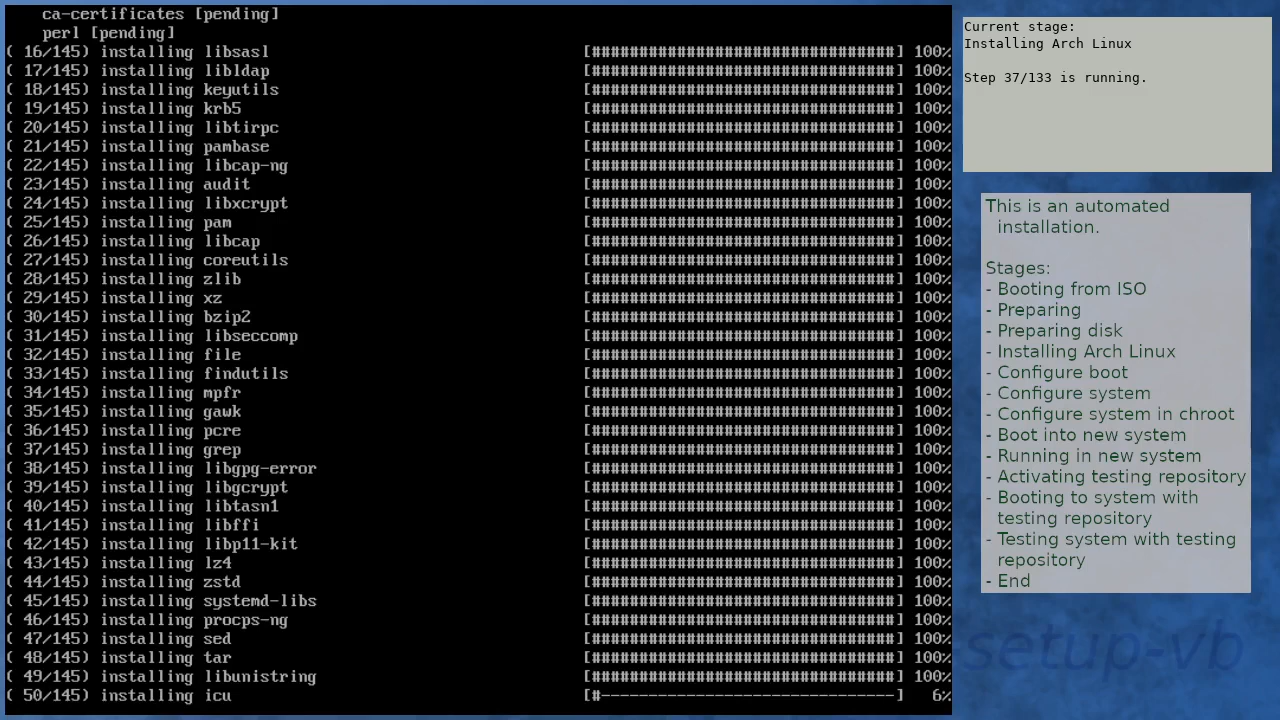 ca-certificates [pending]
perl [pending]
( 16/145) installing libsasl [################################] 100%
( 17/145) installing libldap [################################] 100%
( 18/145) installing keyutils [################################] 100%
( 19/145) installing krb5 [################################] 100%
( 20/145) installing libtirpc [################################] 100%
( 21/145) installing pambase [################################] 100%
( 22/145) installing libcap-ng [################################] 100%
( 23/145) installing audit [################################] 100%
( 24/145) installing libxcrypt [################################] 100%
( 25/145) installing pam [################################] 100%
( 26/145) installing libcap [################################] 100%
( 27/145) installing coreutils [################################] 100%
( 28/145) installing zlib [################################] 100%
( 29/145) installing xz [################################] 100%
( 30/145) installing bzip2 [################################] 100%
( 31/145) installing libseccomp [################################] 100%
( 32/145) installing file [################################] 100%
( 33/145) installing findutils [################################] 100%
( 34/145) installing mpfr [################################] 100%
( 35/145) installing gawk [################################] 100%
( 36/145) installing pcre [################################] 100%
( 37/145) installing grep [################################] 100%
( 38/145) installing libgpg-error [################################] 100%
( 39/145) installing libgcrypt [################################] 100%
( 40/145) installing libtasn1 [################################] 100%
( 41/145) installing libffi [################################] 100%
( 42/145) installing libp11-kit [################################] 100%
( 43/145) installing lz4 [################################] 100%
( 44/145) installing zstd [################################] 100%
( 45/145) installing systemd-libs [################################] 100%
( 46/145) installing procps-ng [################################] 100%
( 47/145) installing sed [################################] 100%
( 48/145) installing tar [################################] 100%
( 49/145) installing libunistring [################################] 100%
( 50/145) installing icu [#-------------------------------] 6%
Current stage:
Installing Arch Linux
Step 37/133 is running.
This is an automated
installation.
Stages:
- Booting from ISO
- Preparing
- Preparing disk
- Installing Arch Linux
- Configure boot
- Configure system
- Configure system in chroot
- Boot into new system
- Running in new system
- Activating testing repository
- Booting to system with
testing repository
- Testing system with testing
repository
- End
setup-vb